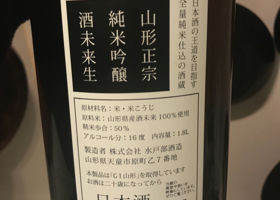 日本酒の王道を目指す
全量純米仕込の酒蔵
山形正宗
純米吟醸
酒未来生
原材料名:米・米こうじ
原料米:山形県産酒未来100%使用
精米歩合:50%
アルコール分:16度 内容量:1.8L
製造者 株式会社 水戸部酒造
山形県天童市原町乙7番地
本製品は「GI山形」を取得しています
お酒は二十歳になってから
日本酒